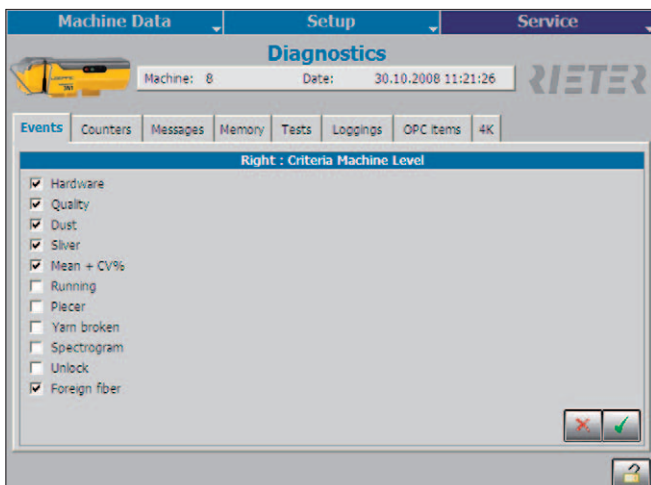 Machine Data Setup Service
Diagnostics
Machine: 8 Date: 30.10.2008 11:21:26
RIETER
Events Counters Messages Memory Tests Loggings OPC Items 4K
Right : Criteria Machine Level
Hardware
Quality
Dust
Sliver
Mean + CV%
Running
Piecer
Yarn broken
Spectrogram
Unlock
Foreign fiber